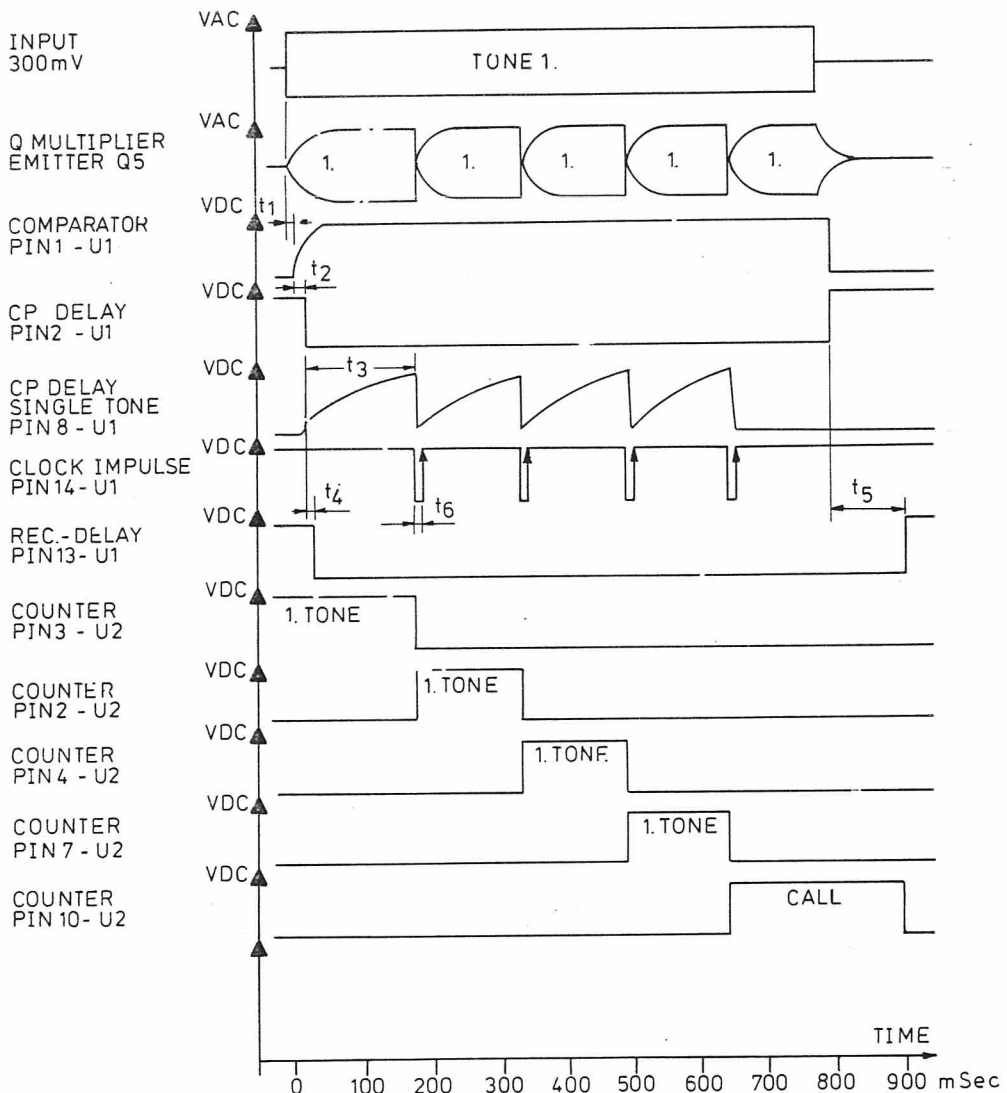 VAC
INPUT
300mV
TONE 1.
VAC
Q MULTIPLIER
EMITTER Q5
1. 1. 1. 1. 1.
VDC t1
COMPARATOR
PIN1 - U1
t2
VDC
CP DELAY
PIN2 - U1
VDC t3
CP DELAY
SINGLE TONE
PIN 8 - U1
VDC
CLOCK IMPULSE
PIN 14 - U1
t4 t6 t5
VDC
REC.- DELAY
PIN13 - U1
VDC
1. TONE
COUNTER
PIN3 - U2
VDC
1. TONE
COUNTER
PIN2 - U2
VDC
1. TONE.
COUNTER
PIN4 - U2
VDC
1. TONE
COUNTER
PIN 7 - U2
VDC
CALL
COUNTER
PIN 10 - U2
TIME
0 100 200 300 400 500 600 700 800 900 mSec